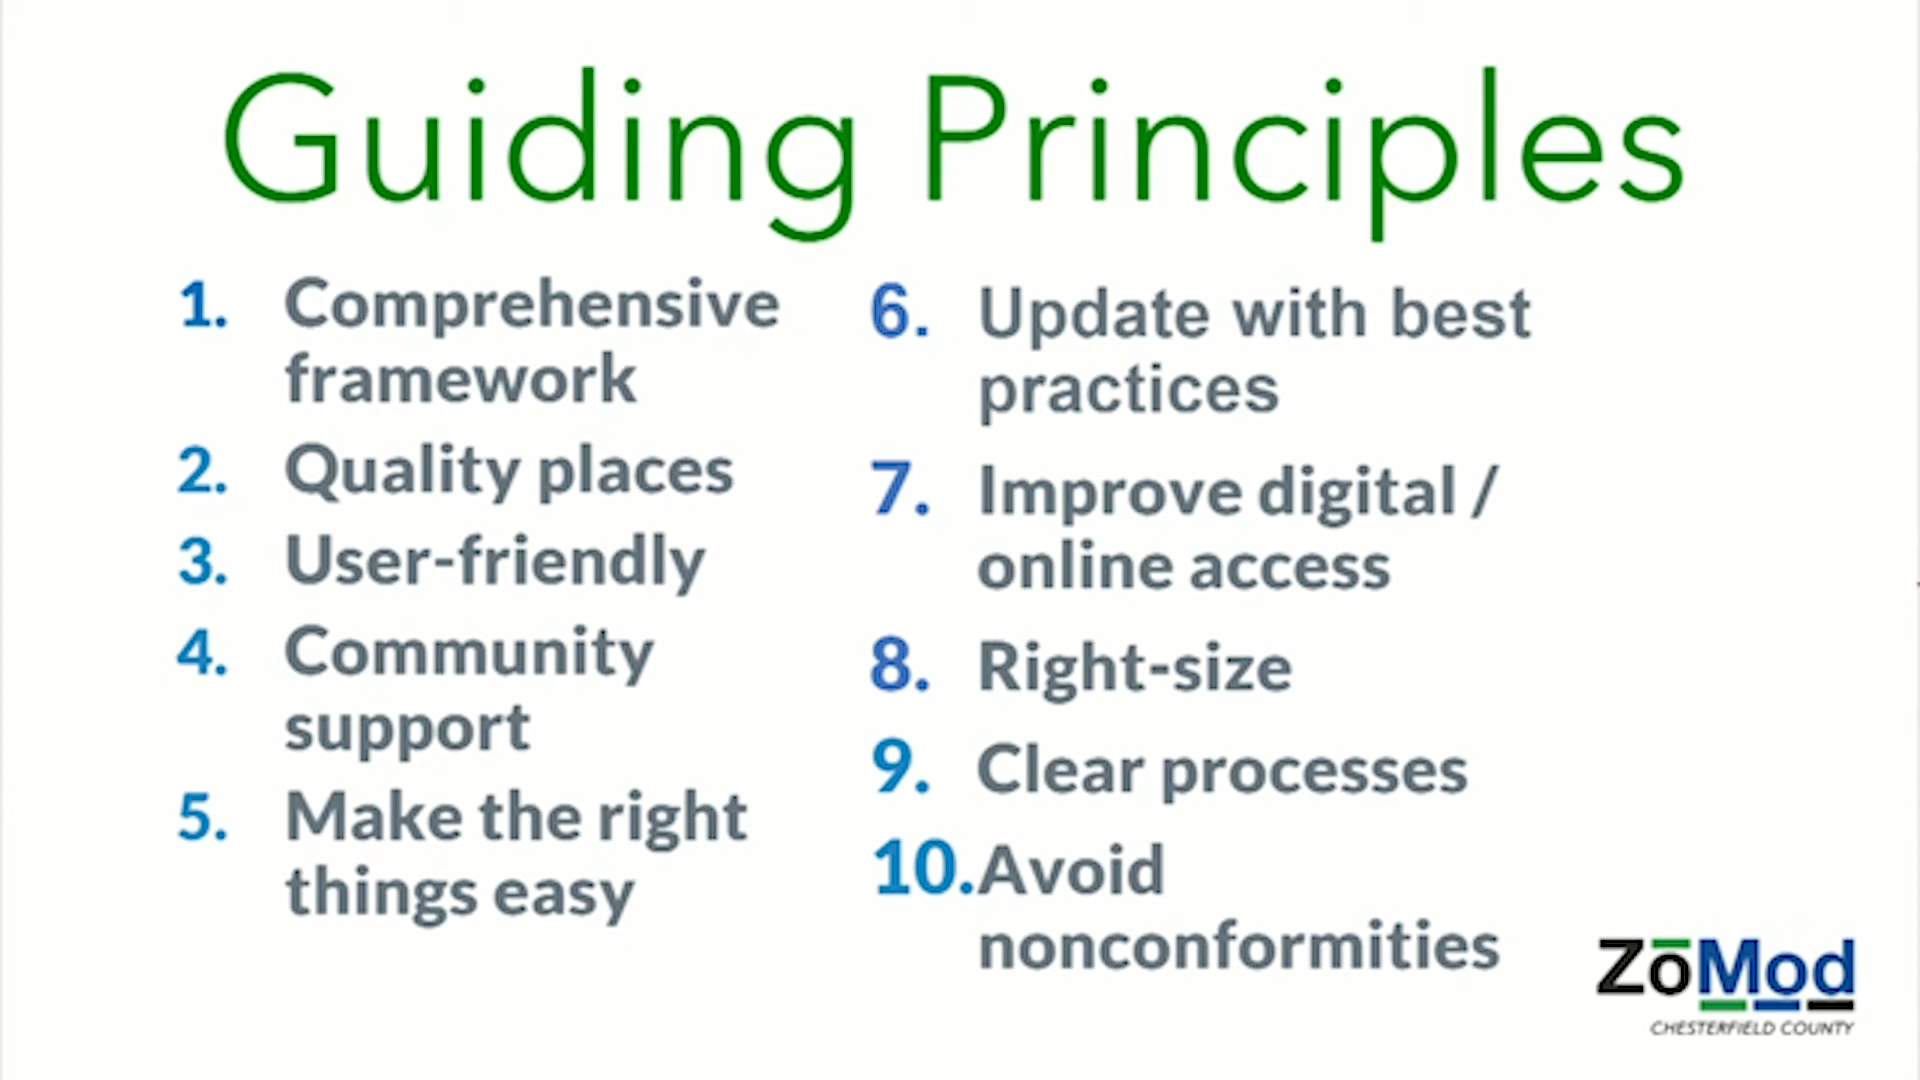 Guiding Principles
1. Comprehensive
framework
2. Quality places
3. User-friendly
4. Community
support
5. Make the right
things easy
6. Update with best
practices
7. Improve digital /
online access
8. Right-size
9. Clear processes
10. Avoid
nonconformities
ZōMod
CHESTERFIELD COUNTY